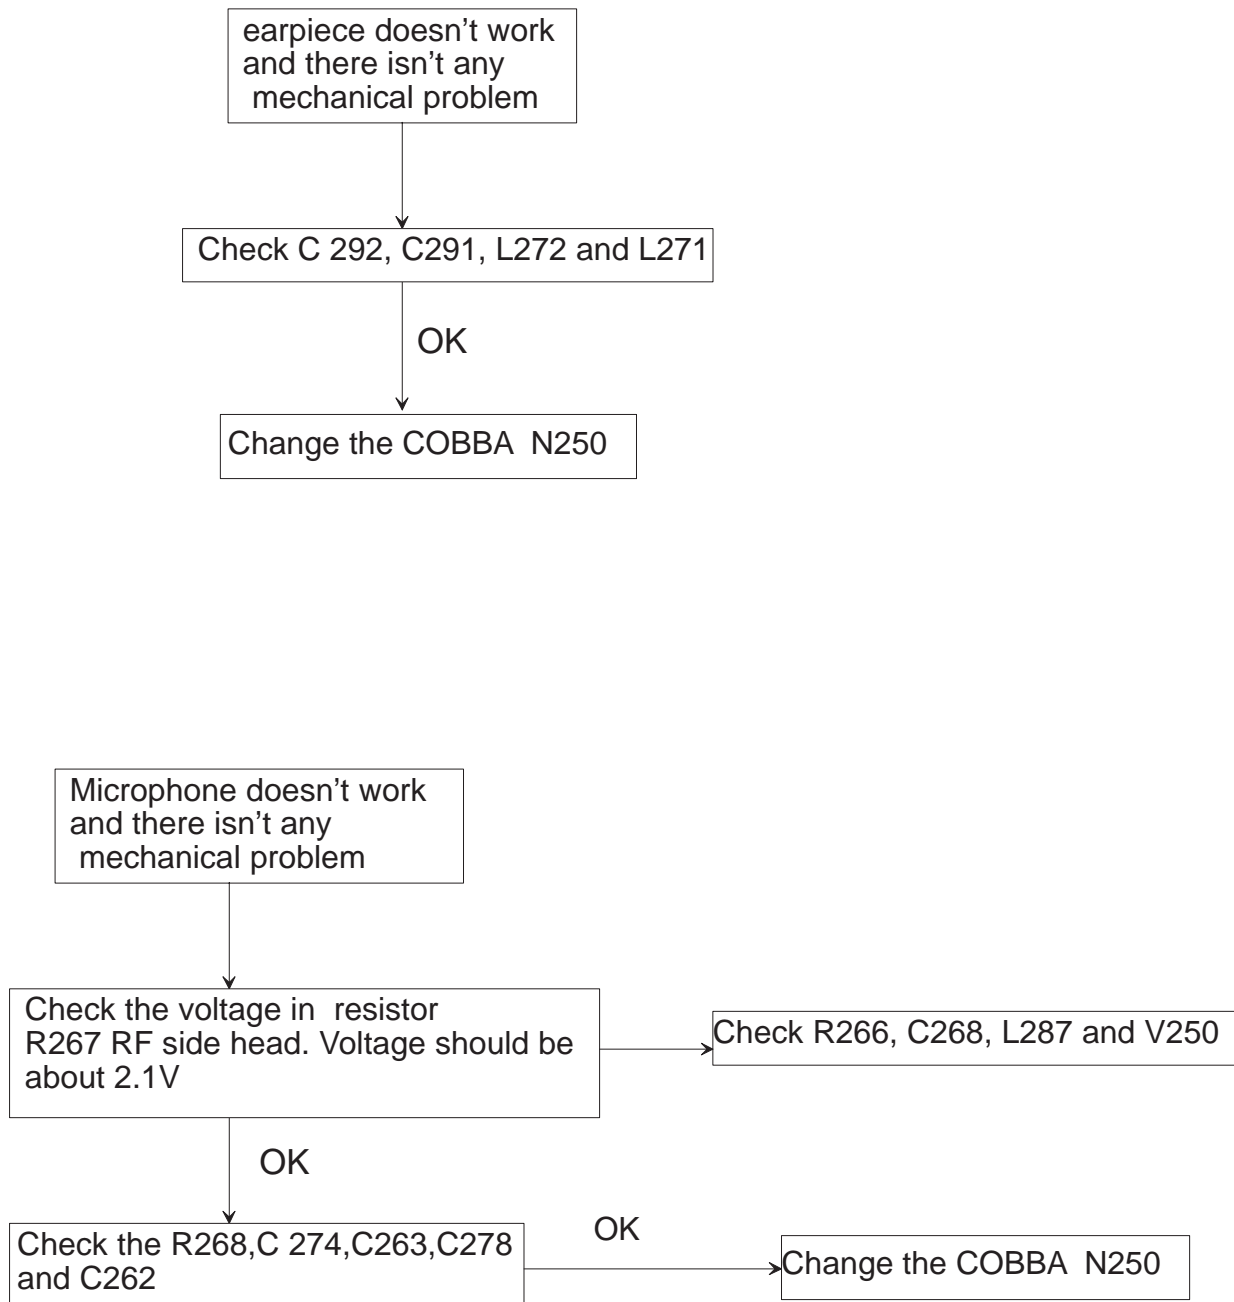 earpiece doesn't work
and there isn't any
mechanical problem
Check C 292, C291, L272 and L271
OK
Change the COBBA N250
Microphone doesn't work
and there isn't any
mechanical problem
Check the voltage in resistor
R267 RF side head. Voltage should be
about 2.1V
Check R266, C268, L287 and V250
OK
Check the R268,C 274,C263,C278
and C262
OK
Change the COBBA N250